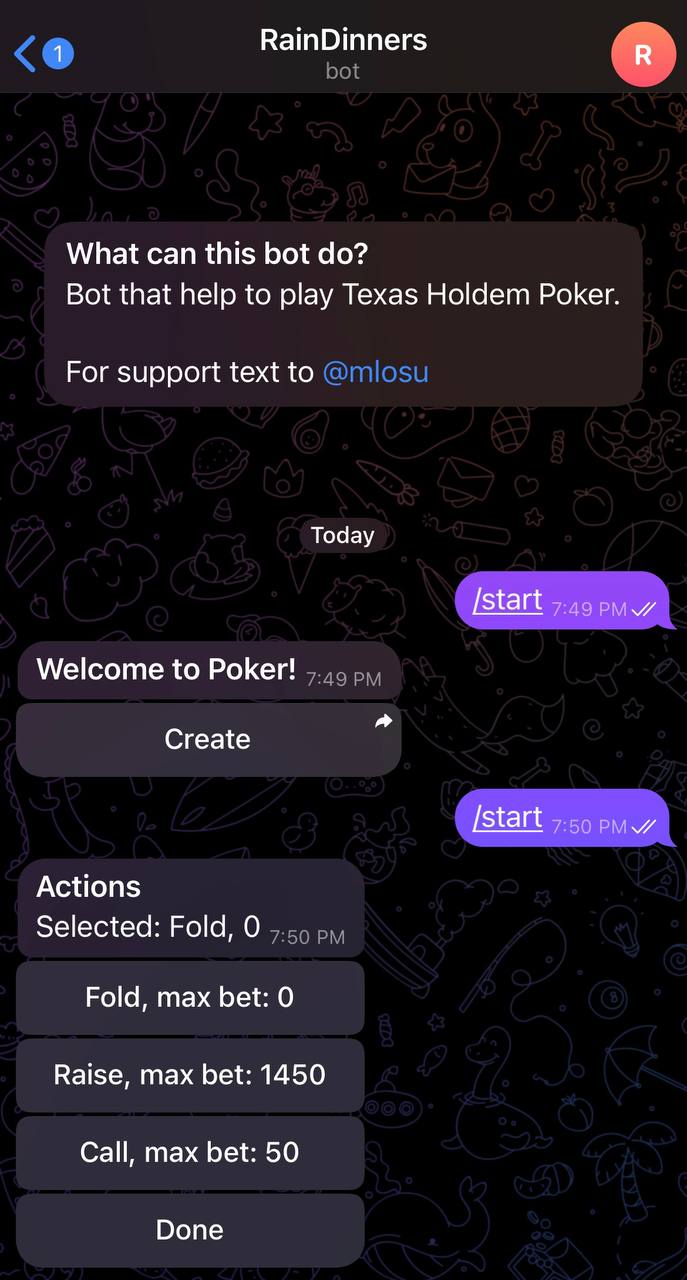 1
RainDinners
bot
R
What can this bot do?
Bot that help to play Texas Holdem Poker.
For support text to @mlosu
Today
/start 7:49 PM
Welcome to Poker! 7:49 PM
Create
/start 7:50 PM
Actions
Selected: Fold, 0 7:50 PM
Fold, max bet: 0
Raise, max bet: 1450
Call, max bet: 50
Done